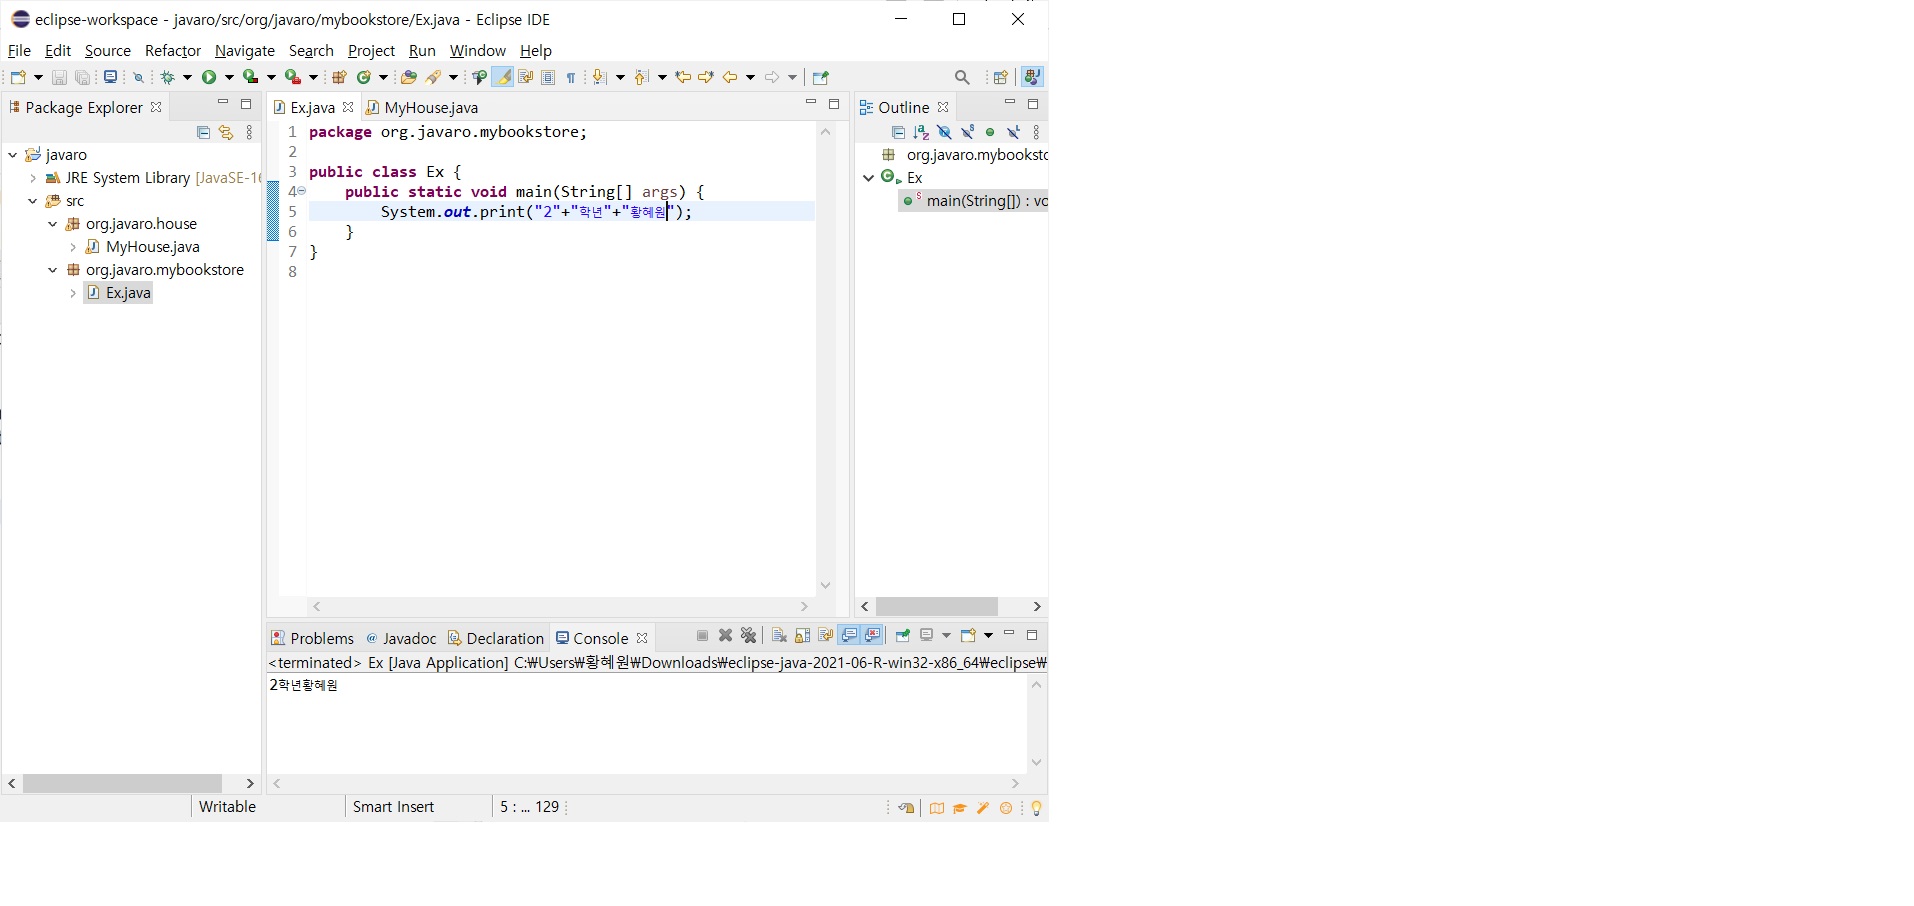 eclipse-workspace - javaro/src/org/javaro/mybookstore/Ex.java - Eclipse IDE
File Edit Source Refactor Navigate Search Project Run Window Help
Package Explorer
javaro
JRE System Library [JavaSE-16
src
org.javaro.house
MyHouse.java
org.javaro.mybookstore
Ex.java
Ex.java MyHouse.java
1 package org.javaro.mybookstore;
2
3 public class Ex {
4 public static void main(String[] args) {
5 System.out.print("2"+"학년"+"황혜원");
6 }
7 }
8
Outline
org.javaro.mybooksto
Ex
main(String[]) : vo
Problems Javadoc Declaration Console
<terminated> Ex [Java Application] C:₩Users₩황혜원₩Downloads₩eclipse-java-2021-06-R-win32-x86_64₩eclipse₩
2학년황혜원
Writable Smart Insert 5 : ... 129